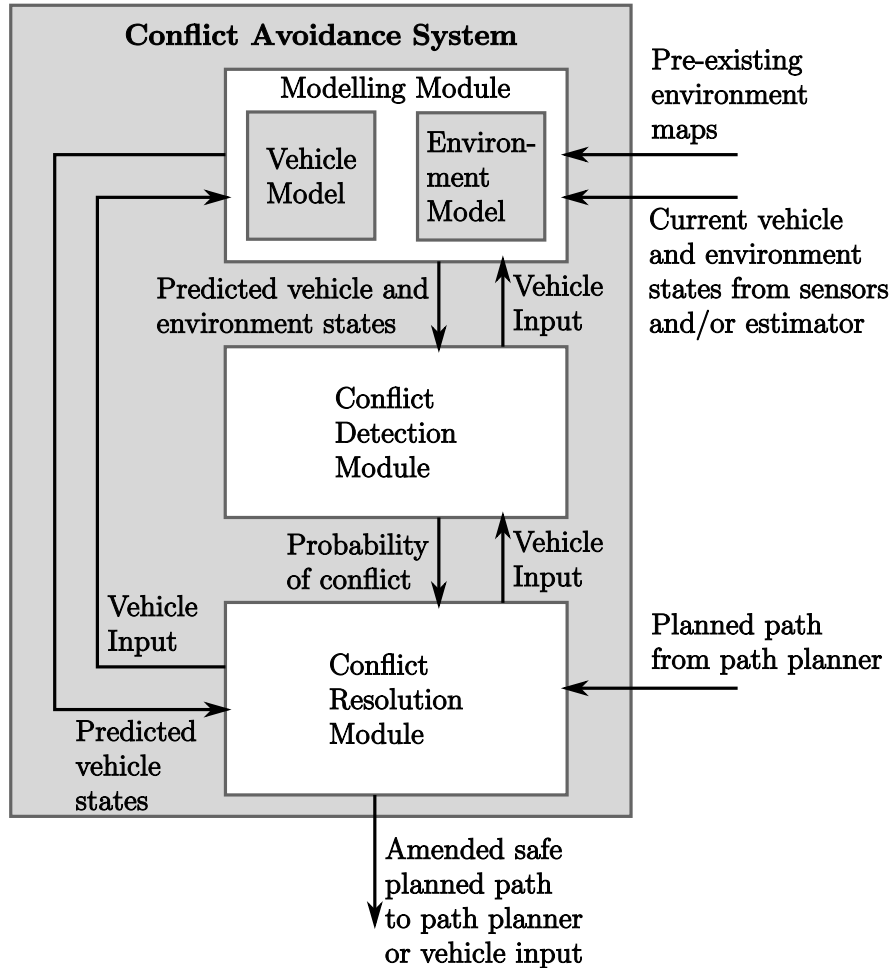 Conflict Avoidance System
Modelling Module
Vehicle
Model
Environ-
ment
Model
Pre-existing
environment
maps
Current vehicle
and environment
states from sensors
and/or estimator
Predicted vehicle and
environment states
Vehicle
Input
Conflict
Detection
Module
Probability
of conflict
Vehicle
Input
Vehicle
Input
Conflict
Resolution
Module
Planned path
from path planner
Predicted
vehicle
states
Amended safe
planned path
to path planner
or vehicle input